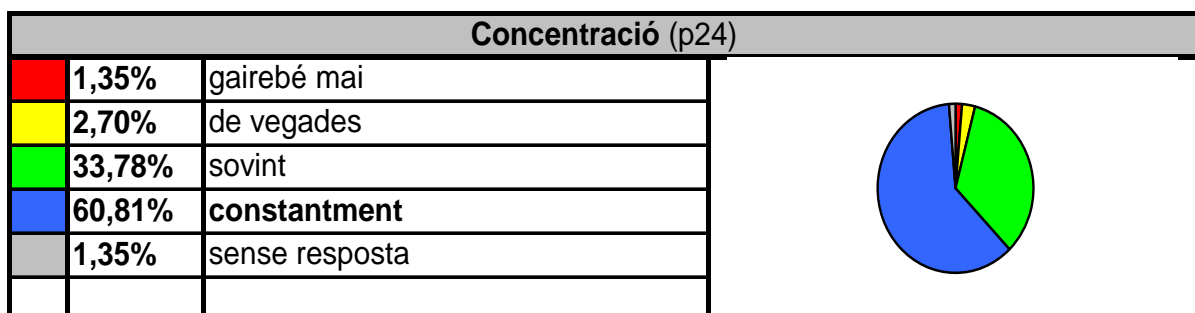 Concentració (p24)
1,35% gairebé mai
2,70% de vegades
33,78% sovint
60,81% constantment
1,35% sense resposta